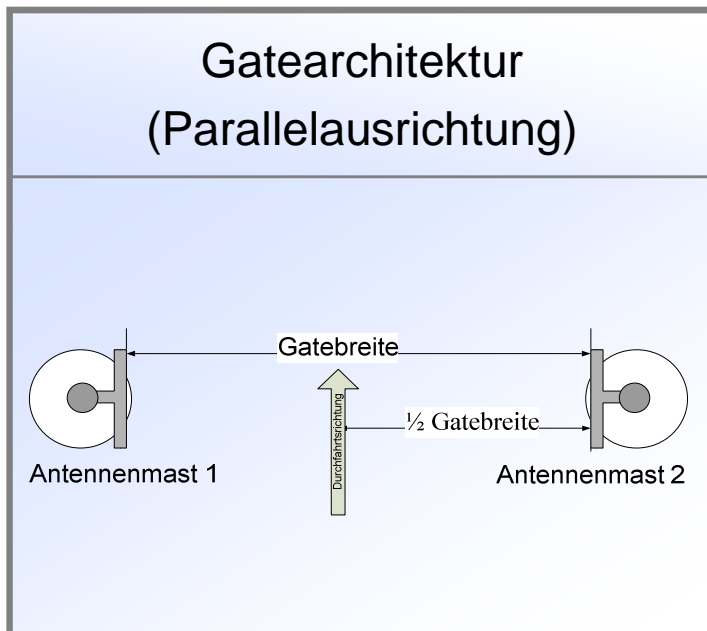 Gatearchitektur
(Parallelausrichtung)
Gatebreite
Durchfahrtsrichtung
½ Gatebreite
Antennenmast 1
Antennenmast 2